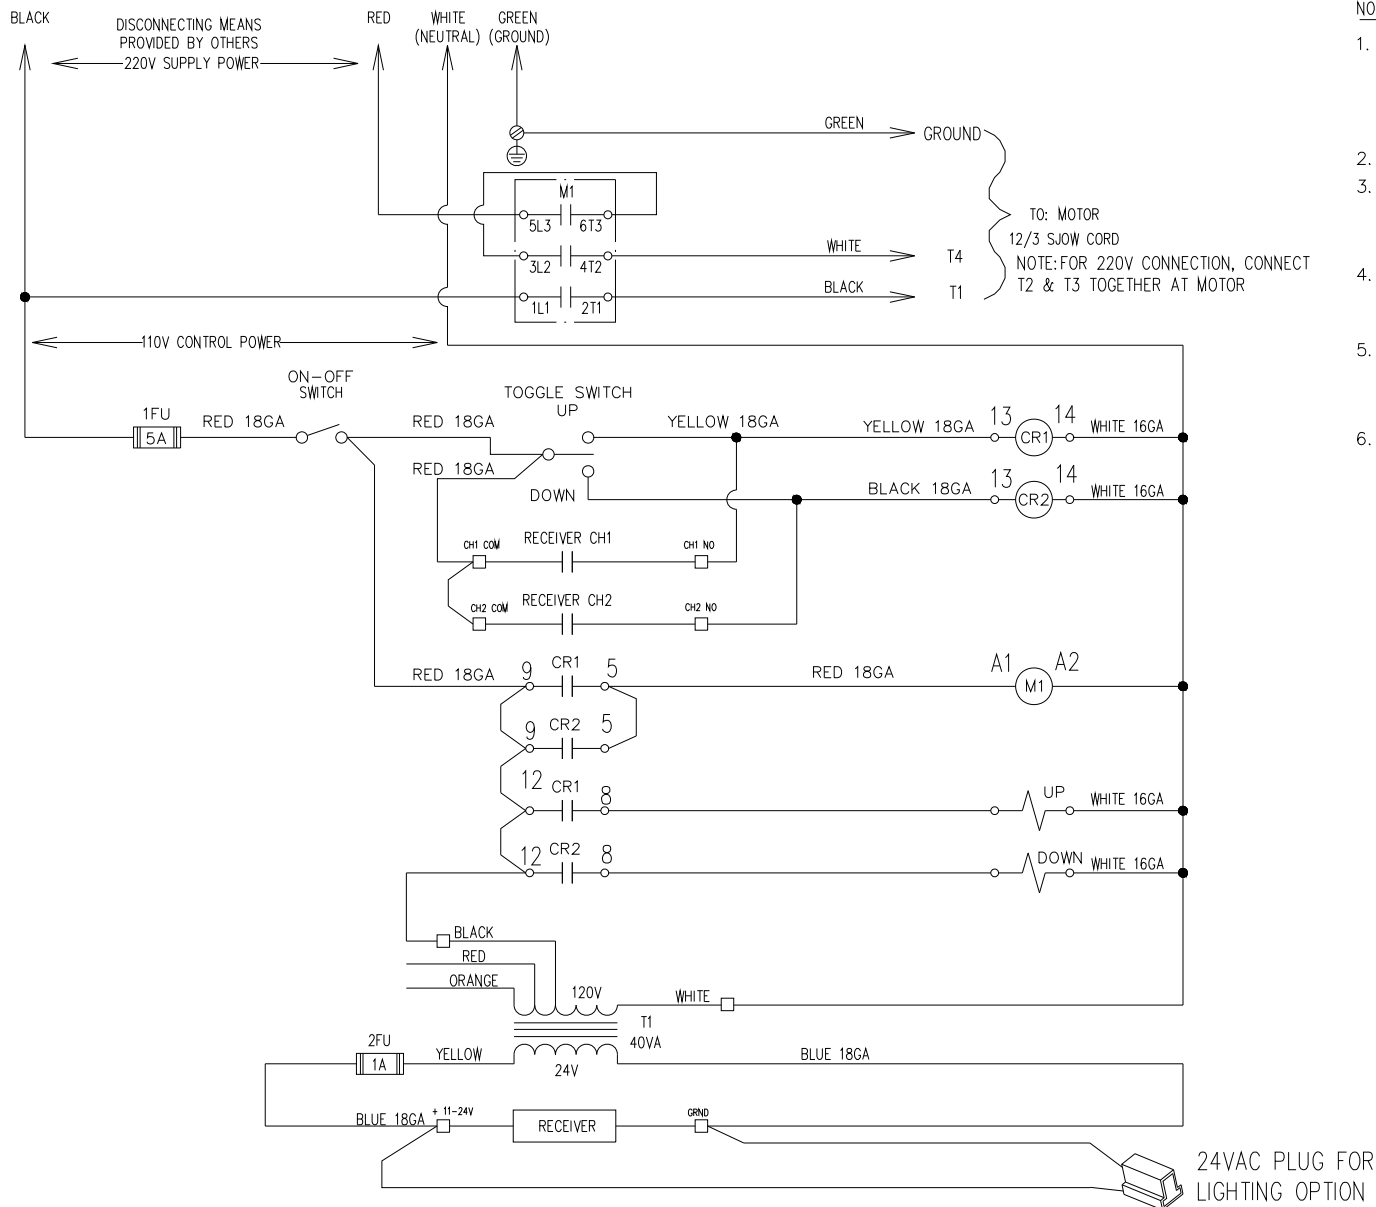 BLACK
DISCONNECTING MEANS
PROVIDED BY OTHERS
220V SUPPLY POWER
RED
WHITE
(NEUTRAL)
GREEN
(GROUND)
NO
1.
GREEN
GROUND
2.
3.
M1
5L3
6T3
TO: MOTOR
12/3 SJOW CORD
WHITE
T4
3L2
4T2
NOTE:FOR 220V CONNECTION, CONNECT
T2 & T3 TOGETHER AT MOTOR
4.
BLACK
T1
1L1
2T1
110V CONTROL POWER
5.
ON-OFF
SWITCH
TOGGLE SWITCH
UP
1FU
5A
RED 18GA
RED 18GA
YELLOW 18GA
YELLOW 18GA
13
CR1
14
WHITE 16GA
6.
RED 18GA
DOWN
BLACK 18GA
13
CR2
14
WHITE 16GA
CH1 COM
RECEIVER CH1
CH1 NO
CH2 COM
RECEIVER CH2
CH2 NO
RED 18GA
9
CR1
5
RED 18GA
A1
M1
A2
9
CR2
5
12
CR1
8
UP
WHITE 16GA
12
CR2
8
DOWN
WHITE 16GA
BLACK
RED
ORANGE
120V
WHITE
T1
40VA
2FU
1A
YELLOW
24V
BLUE 18GA
BLUE 18GA
+ 11-24V
RECEIVER
GRND
24VAC PLUG FOR
LIGHTING OPTION